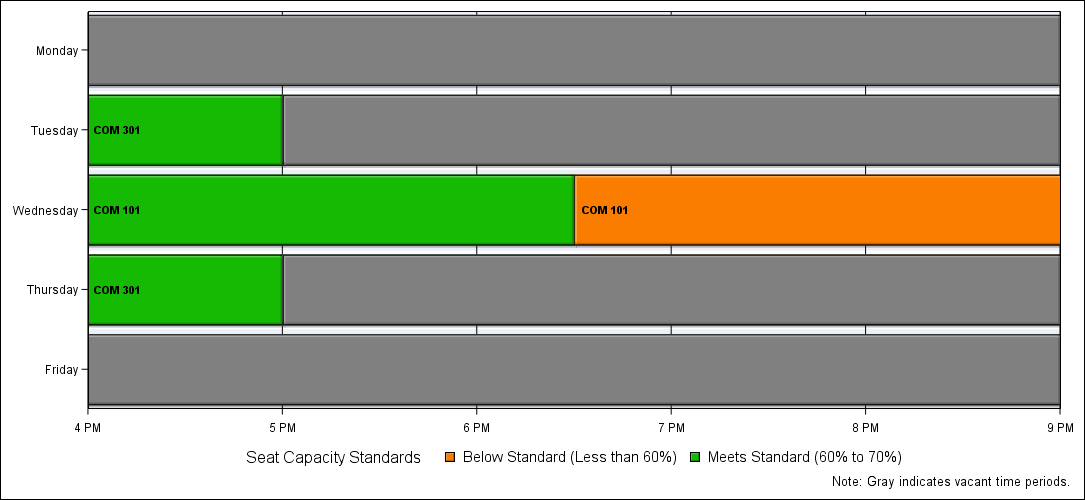 Monday
Tuesday
COM 301
Wednesday
COM 101
COM 101
Thursday
COM 301
Friday
4 PM
5 PM
6 PM
7 PM
8 PM
9 PM
Seat Capacity Standards
Below Standard (Less than 60%)
Meets Standard (60% to 70%)
Note: Gray indicates vacant time periods.